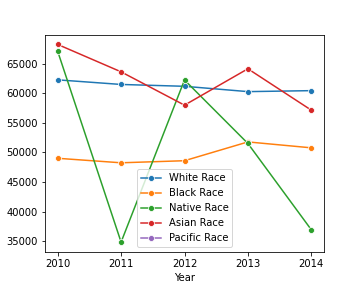 65000
60000
55000
50000
45000
40000
35000
White Race
Black Race
Native Race
Asian Race
Pacific Race
2010 2011 2012 2013 2014
Year